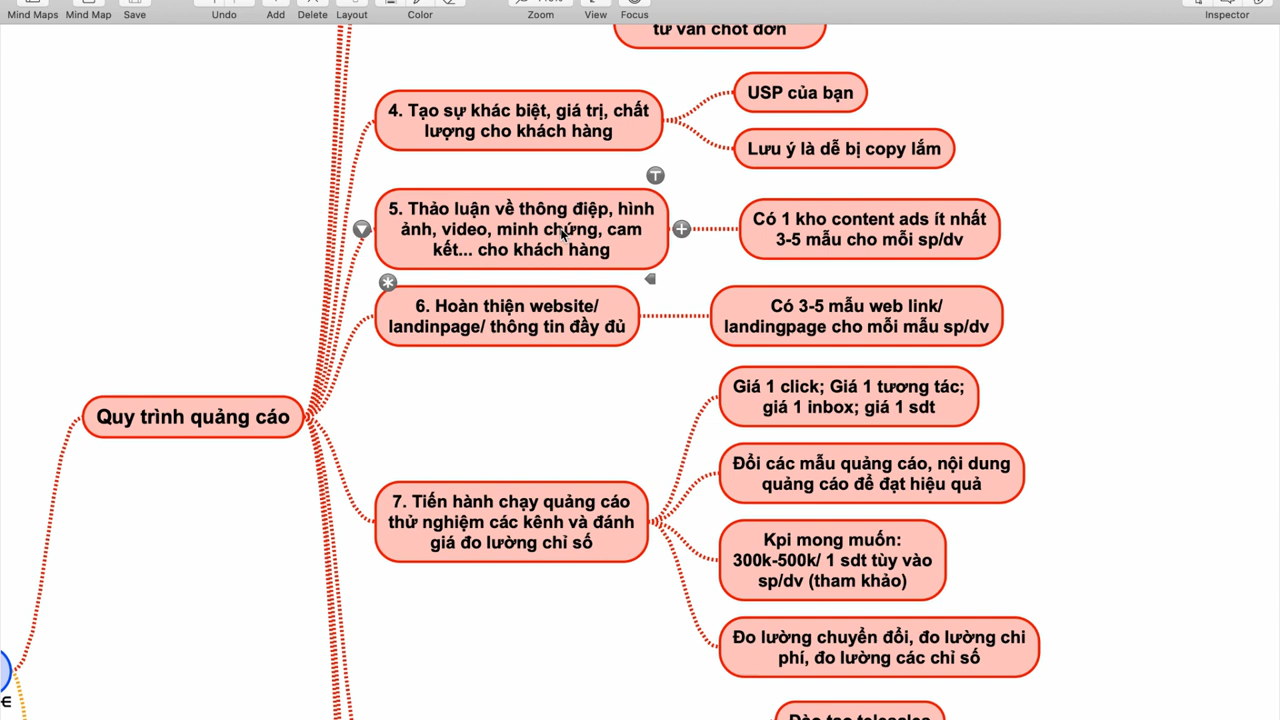 Mind Maps
Mind Map
Save
Undo
Add
Delete
Layout
Color
Zoom
View
Focus
Inspector
tư vấn chốt đơn
4. Tạo sự khác biệt, giá trị, chất
lượng cho khách hàng
USP của bạn
Lưu ý là dễ bị copy lắm
5. Thảo luận về thông điệp, hình
ảnh, video, minh chứng, cam
kết... cho khách hàng
Có 1 kho content ads ít nhất
3-5 mẫu cho mỗi sp/dv
6. Hoàn thiện website/
landinpage/ thông tin đầy đủ
Có 3-5 mẫu web link/
landingpage cho mỗi mẫu sp/dv
Quy trình quảng cáo
7. Tiến hành chạy quảng cáo
thử nghiệm các kênh và đánh
giá đo lường chỉ số
Giá 1 click; Giá 1 tương tác;
giá 1 inbox; giá 1 sdt
Đổi các mẫu quảng cáo, nội dung
quảng cáo để đạt hiệu quả
Kpi mong muốn:
300k-500k/ 1 sdt tùy vào
sp/dv (tham khảo)
Đo lường chuyển đổi, đo lường chi
phí, đo lường các chỉ số